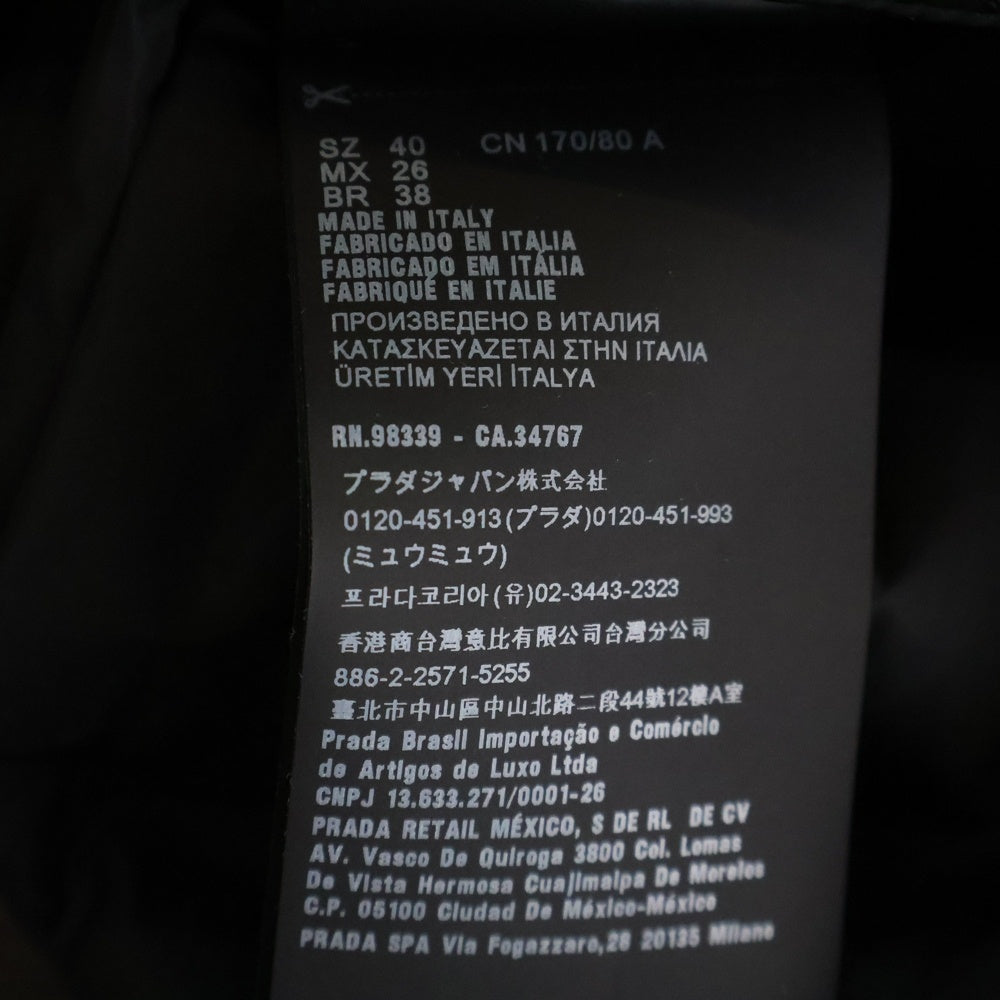 SZ 40 CN 170/80 A
MX 26
BR 38
MADE IN ITALY
FABRICADO EN ITALIA
FABRICADO EM ITÁLIA
FABRIQUÉ EN ITALIE
ПРОИЗВЕДЕНО В ИТАЛИЯ
ΚΑΤΑΣΚΕΥΑΖΕΤΑΙ ΣΤΗΝ ΙΤΑΛΙΑ
ÜRETİM YERİ İTALYA
RN.98339 - CA.34767
プラダジャパン株式会社
0120-451-913(プラダ)0120-451-993
(ミュウミュウ)
프라다코리아(유)02-3443-2323
香港商台灣意比有限公司台灣分公司
886-2-2571-5255
臺北市中山區中山北路二段44號12樓A室
Prada Brasil Importação e Comércio
de Artigos de Luxo Ltda
CNPJ 13.633.271/0001-26
PRADA RETAIL MÉXICO, S DE RL DE CV
AV. Vasco De Quiroga 3800 Col. Lomas
De Vista Hermosa Cuajimalpa De Morelos
C.P. 05100 Ciudad De México-México
PRADA SPA Via Fogazzaro,28 20135 Milano